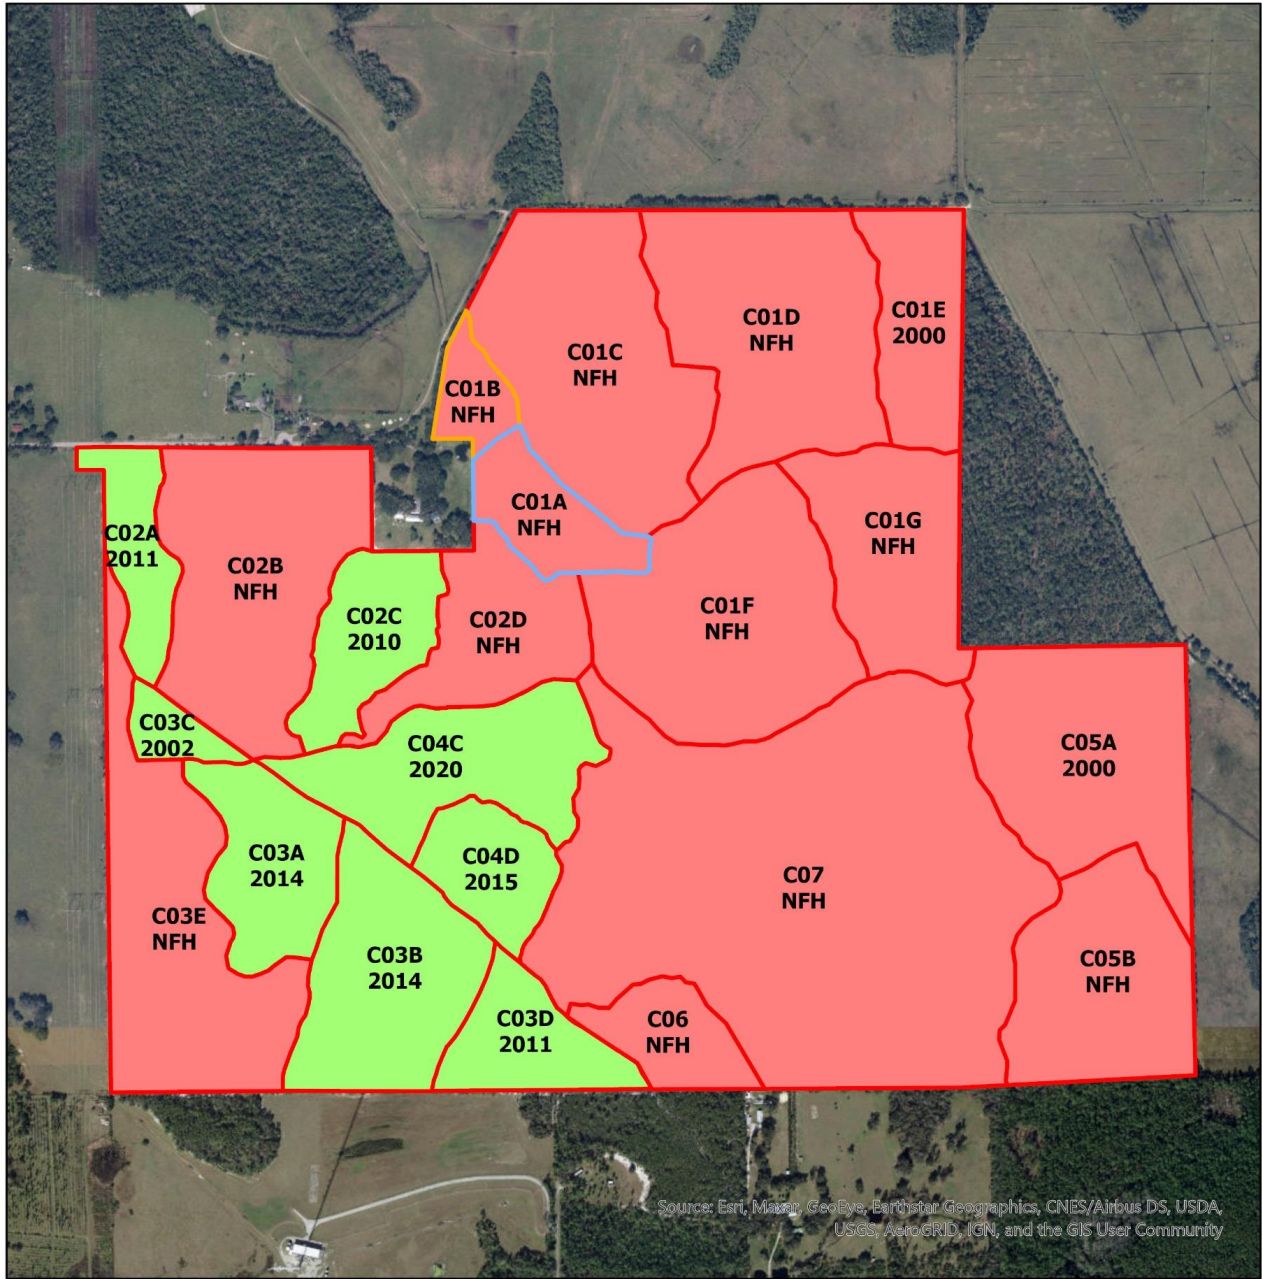 C01E
2000
C01D
NFH
C01C
NFH
C01B
NFH
C01A
NFH
C01G
NFH
C02A
2011
C02B
NFH
C02C
2010
C02D
NFH
C01F
NFH
C03C
2002
C04C
2020
C05A
2000
C03A
2014
C04D
2015
C07
NFH
C03E
NFH
C03B
2014
C05B
NFH
C03D
2011
C06
NFH
Source: Esri, Maxar, GeoEye, Earthstar Geographics, CNES/Airbus DS, USDA,
USGS, AeroGRID, IGN, and the GIS User Community